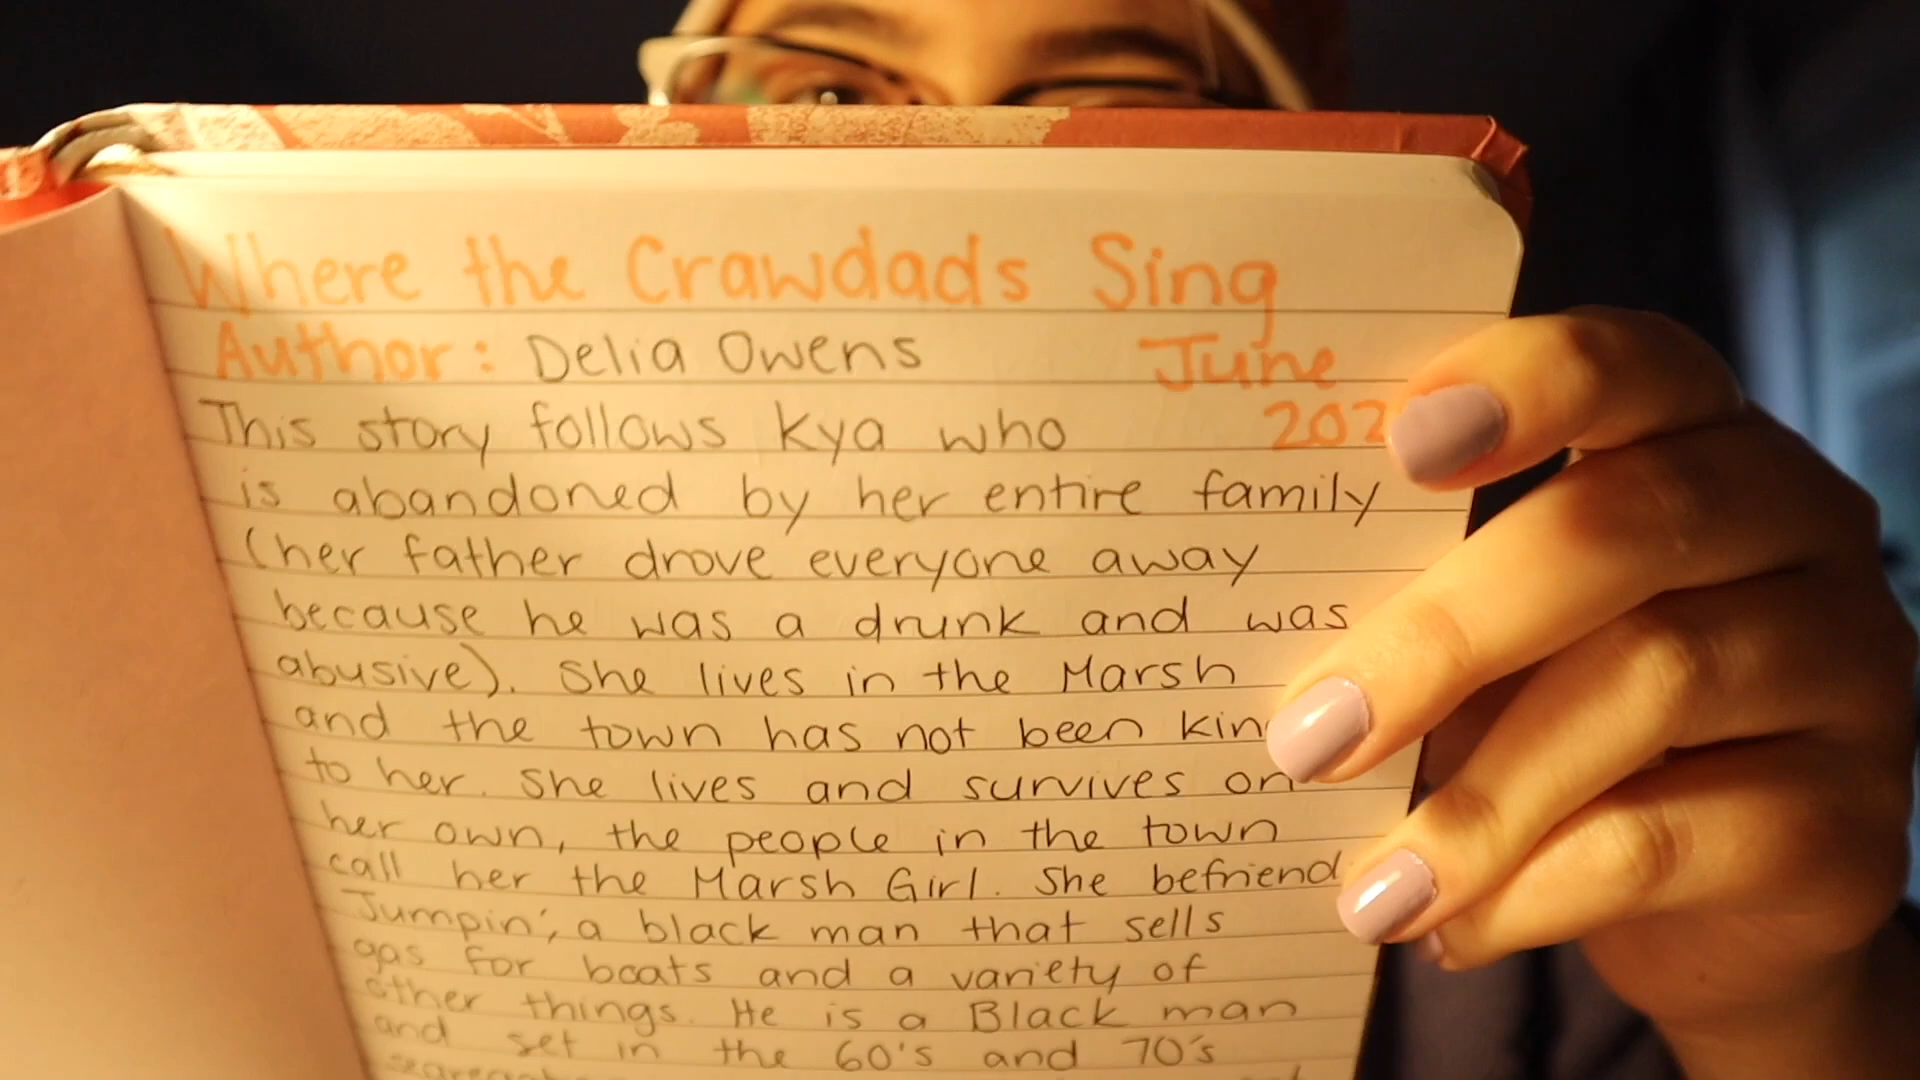 Where the Crawdads Sing
Author: Delia Owens June
This story follows Kya who 202
is abandoned by her entire family
(her father drove everyone away
because he was a drunk and was
abusive). She lives in the Marsh
and the town has not been kin
to her. She lives and survives on
her own, the people in the town
call her the Marsh Girl. She befriend
Jumpin', a black man that sells
gas for boats and a variety of
other things. He is a Black man
and set in the 60's and 70's